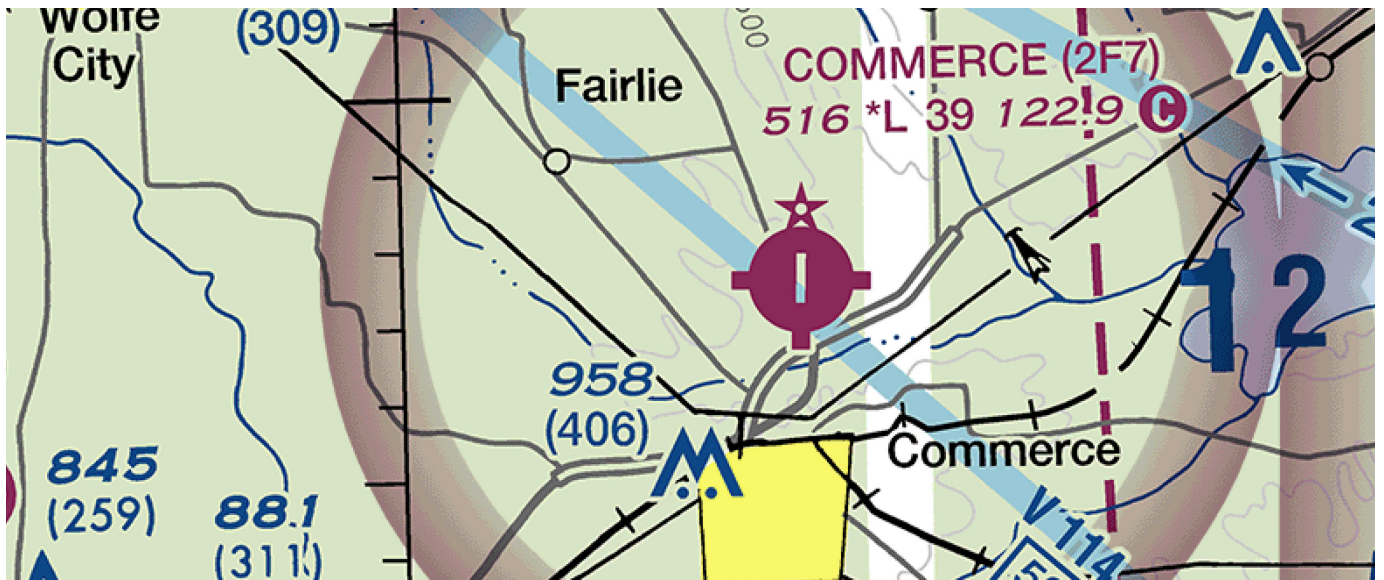 Wolfe
City
(309)
Fairlie
COMMERCE (2F7)
516 *L 39 122.9 C
12
958
(406)
Commerce
845
(259)
88.1
(311)
V 114